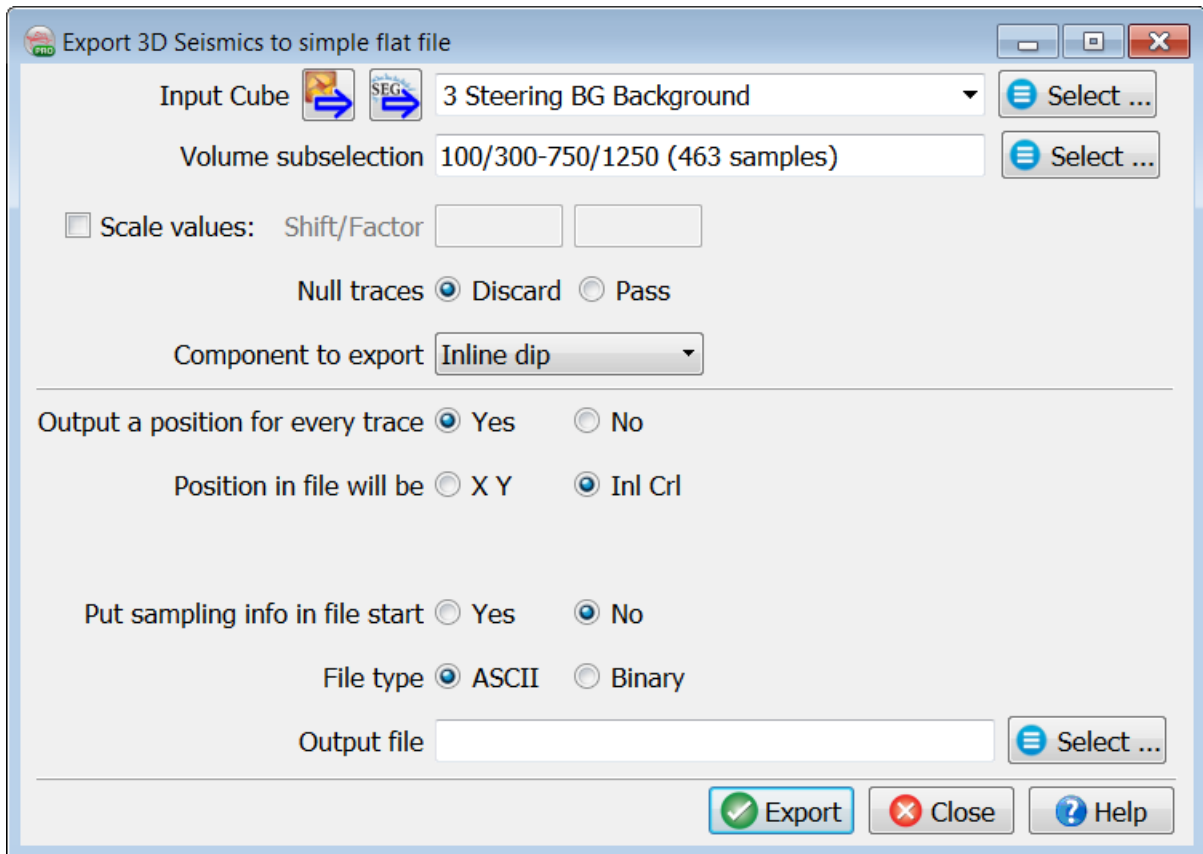 Export 3D Seismics to simple flat file
Input Cube SEG 3 Steering BG Background Select ...
Volume subselection 100/300-750/1250 (463 samples) Select ...
Scale values: Shift/Factor
Null traces Discard Pass
Component to export Inline dip
Output a position for every trace Yes No
Position in file will be X Y Inl Crl
Put sampling info in file start Yes No
File type ASCII Binary
Output file Select ...
Export Close Help